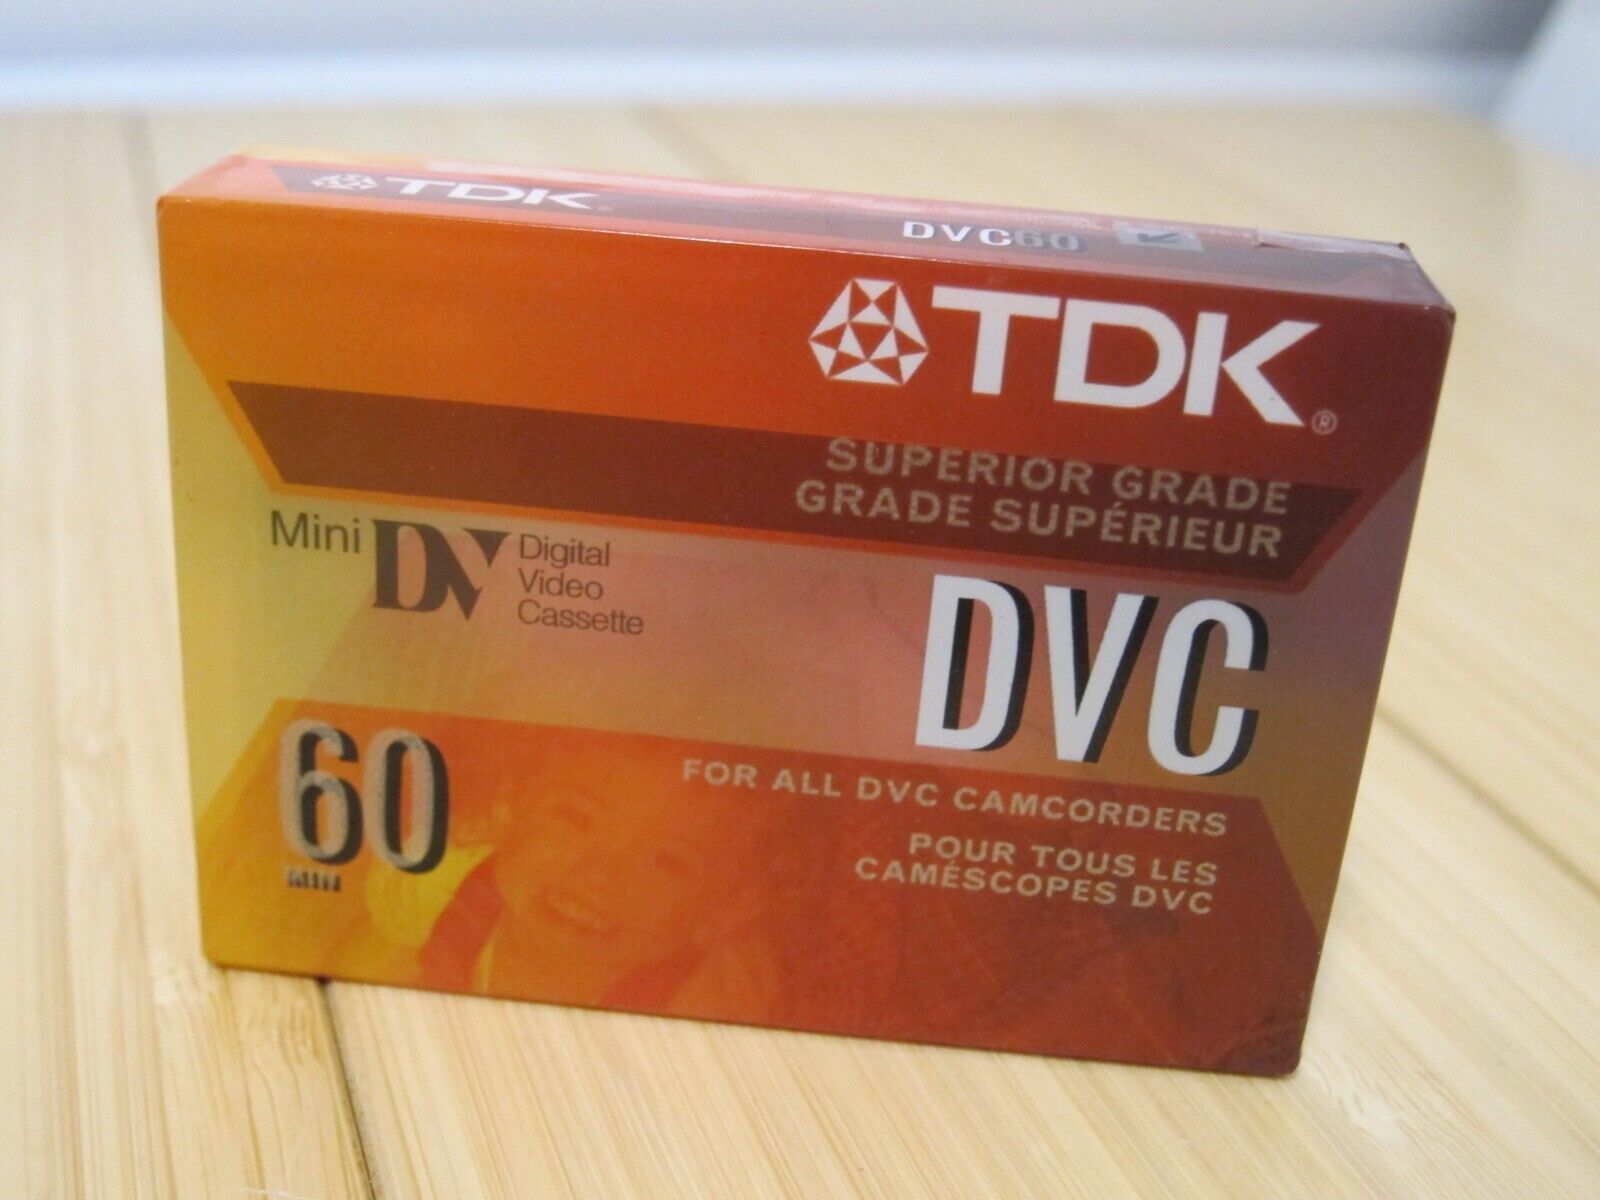 TDK DVC60
TDK®
SUPERIOR GRADE
GRADE SUPÉRIEUR
Mini DV Digital
Video
Cassette
DVC
60
MIN
FOR ALL DVC CAMCORDERS
POUR TOUS LES
CAMÉSCOPES DVC